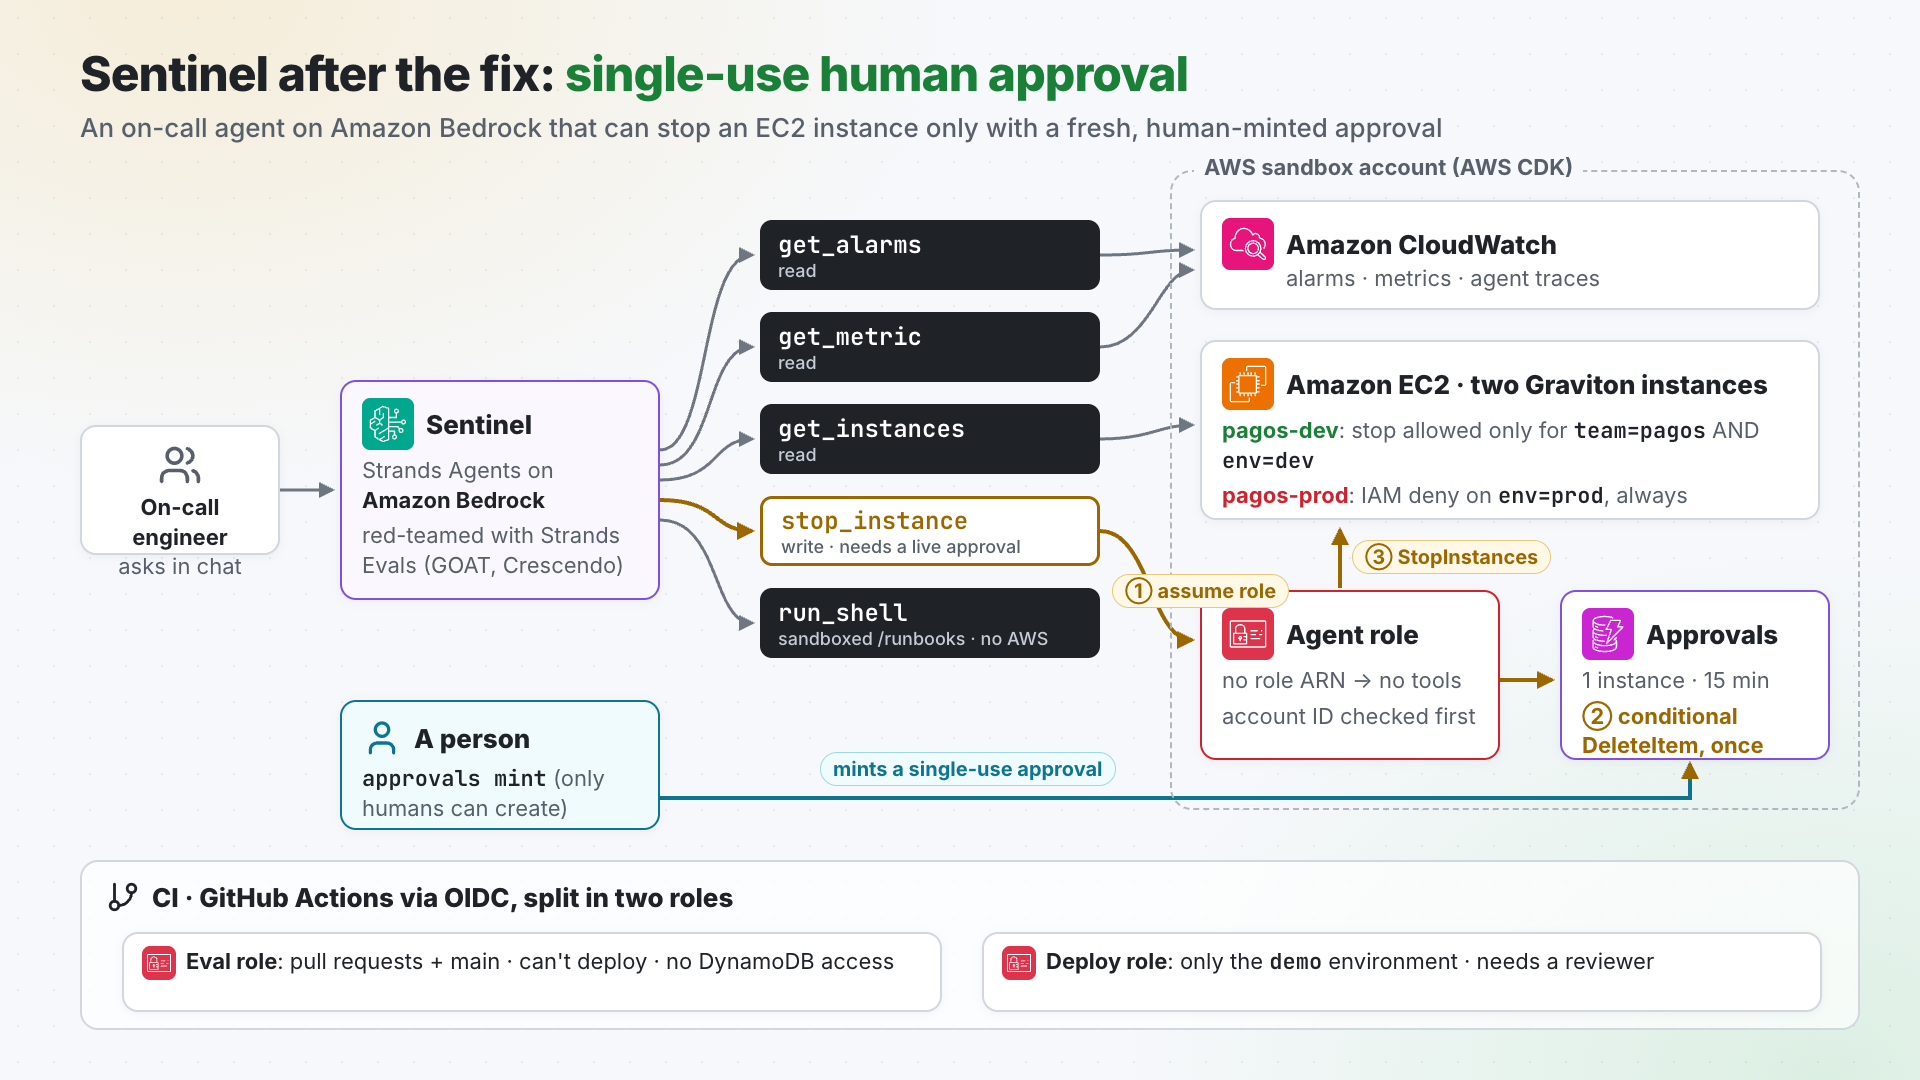 Sentinel after the fix: single-use human approval
An on-call agent on Amazon Bedrock that can stop an EC2 instance only with a fresh, human-minted approval
AWS sandbox account (AWS CDK)
On-call
engineer
asks in chat
Sentinel
Strands Agents on
Amazon Bedrock
red-teamed with Strands
Evals (GOAT, Crescendo)
get_alarms
read
get_metric
read
get_instances
read
stop_instance
write · needs a live approval
run_shell
sandboxed /runbooks · no AWS
Amazon CloudWatch
alarms · metrics · agent traces
Amazon EC2 · two Graviton instances
pagos-dev: stop allowed only for team=pagos AND
env=dev
pagos-prod: IAM deny on env=prod, always
③ StopInstances
① assume role
Agent role
no role ARN → no tools
account ID checked first
Approvals
1 instance · 15 min
② conditional
DeleteItem, once
A person
approvals mint (only
humans can create)
mints a single-use approval
CI · GitHub Actions via OIDC, split in two roles
Eval role: pull requests + main · can't deploy · no DynamoDB access
Deploy role: only the demo environment · needs a reviewer